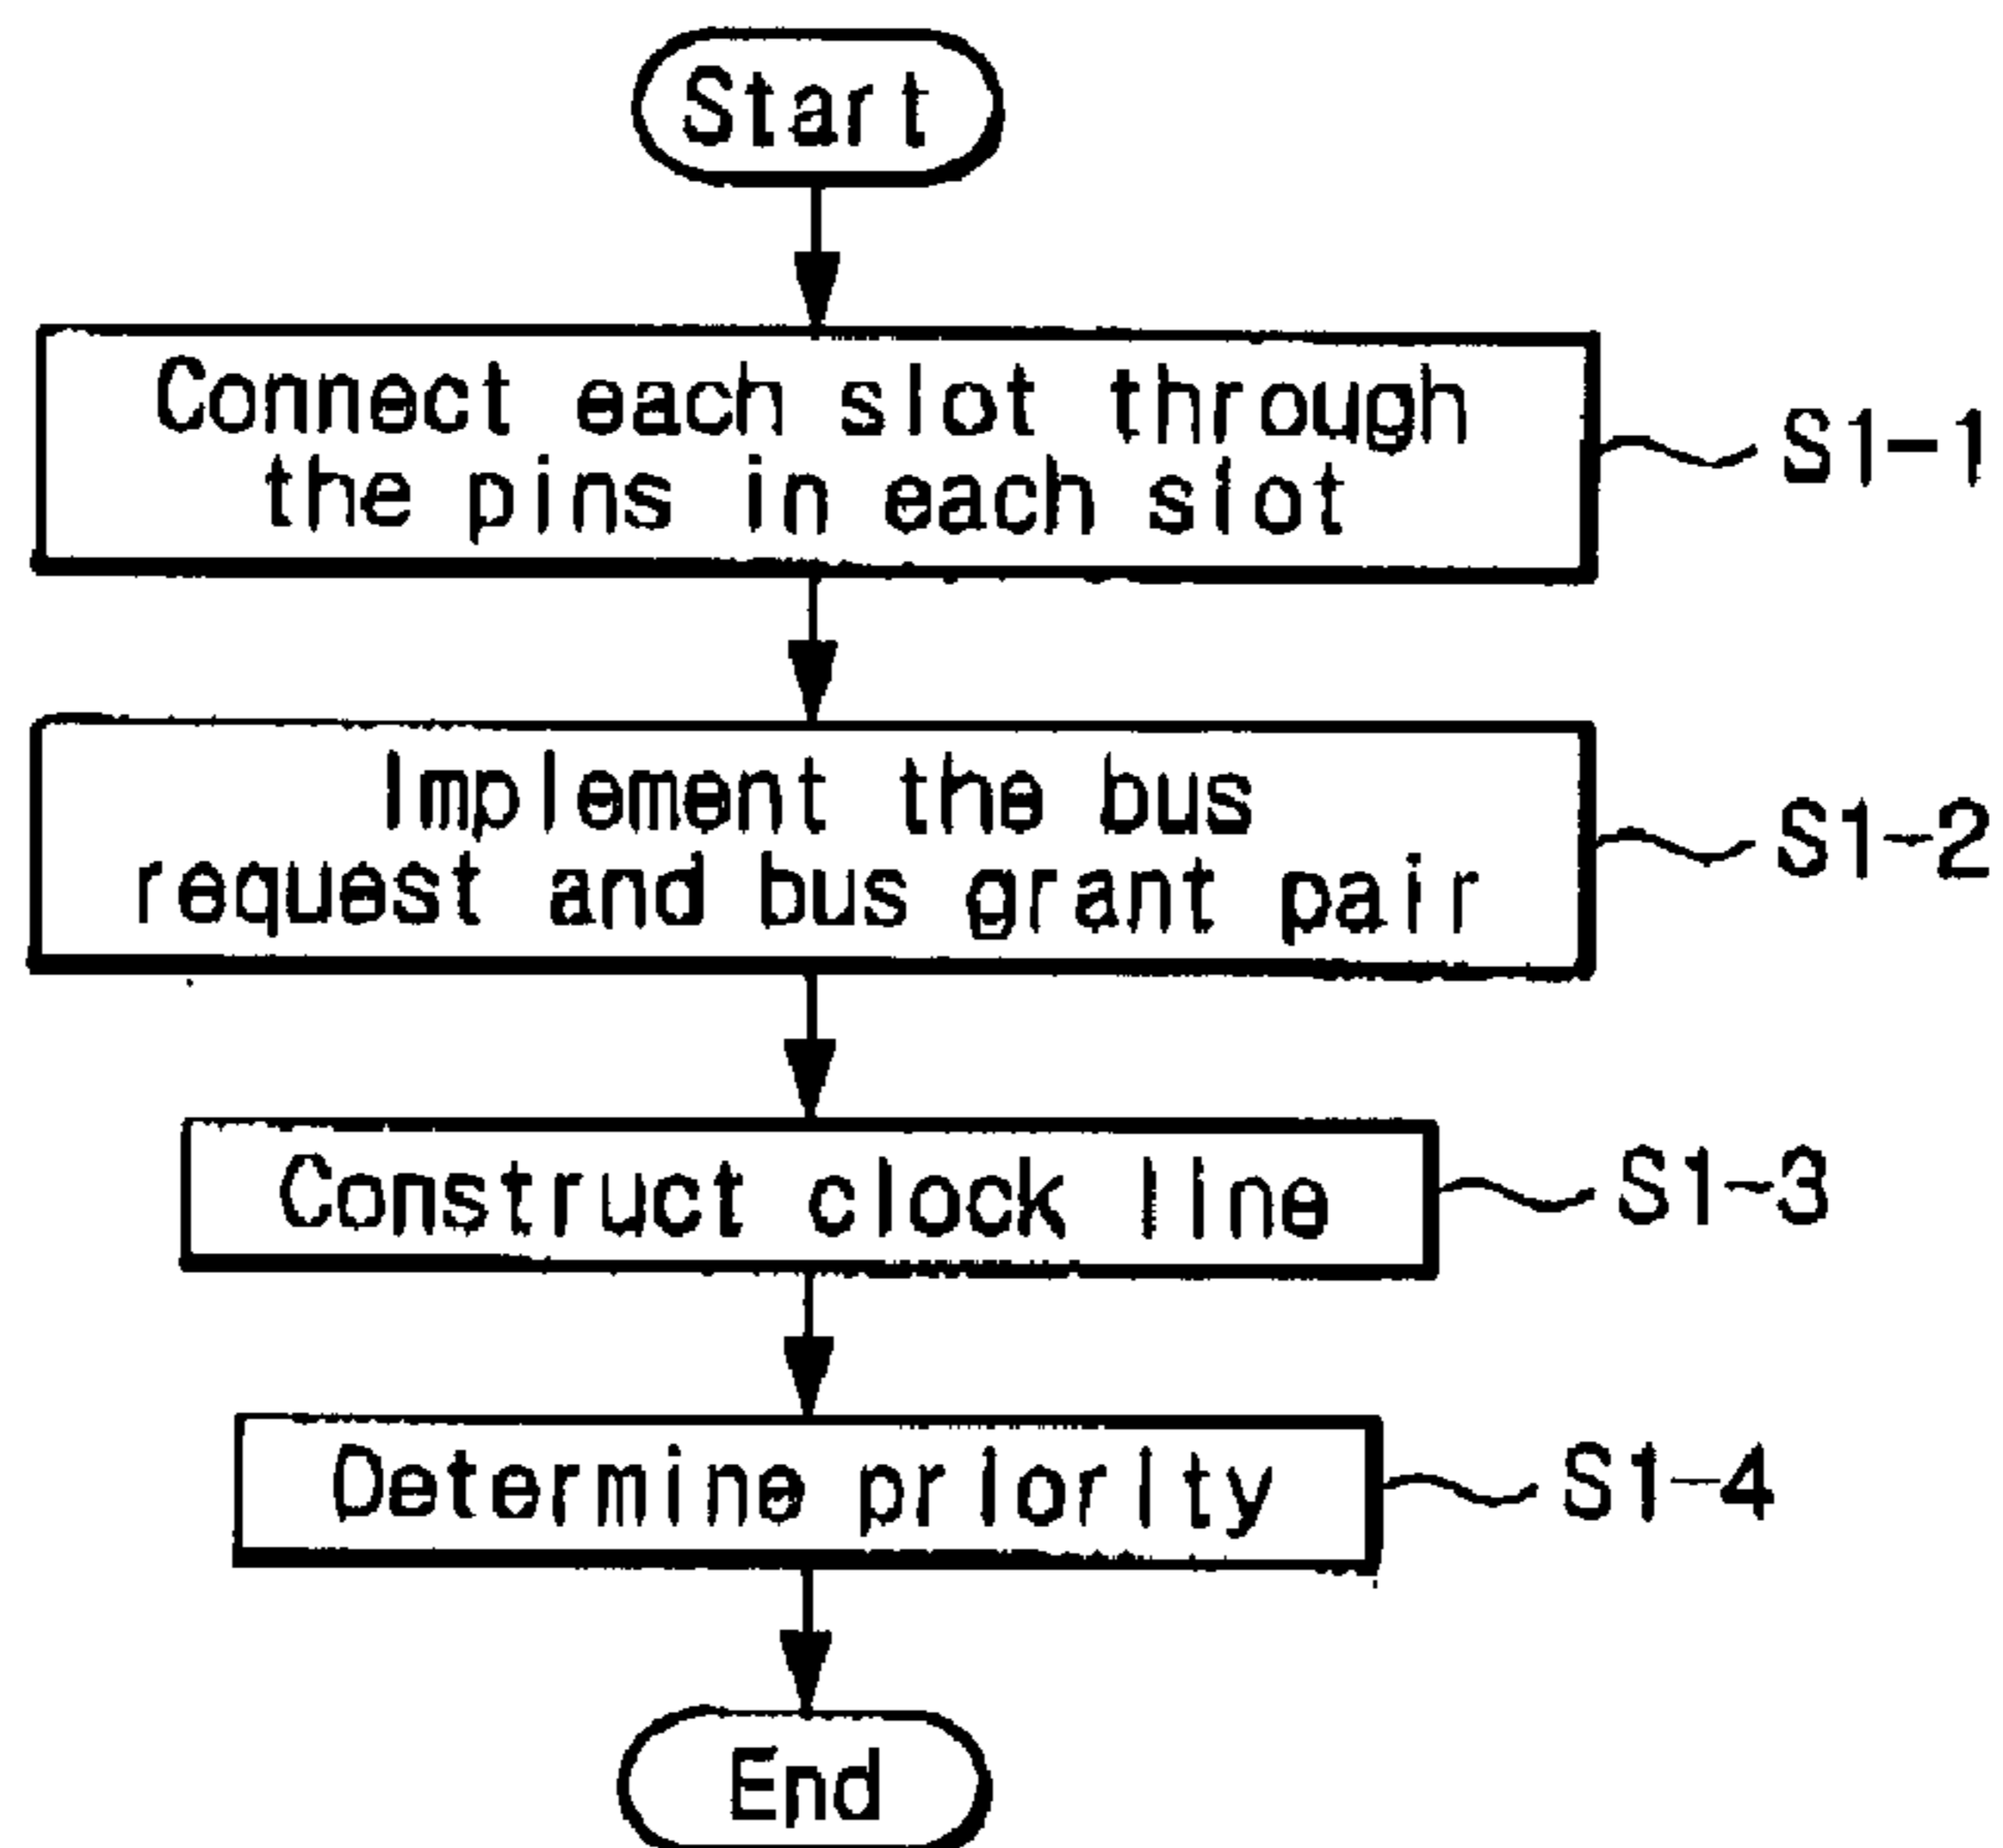 Start
Connect each slot through
the pins in each slot
S1-1
Implement the bus
request and bus grant pair
S1-2
Construct clock line
S1-3
Determine priority
S1-4
End